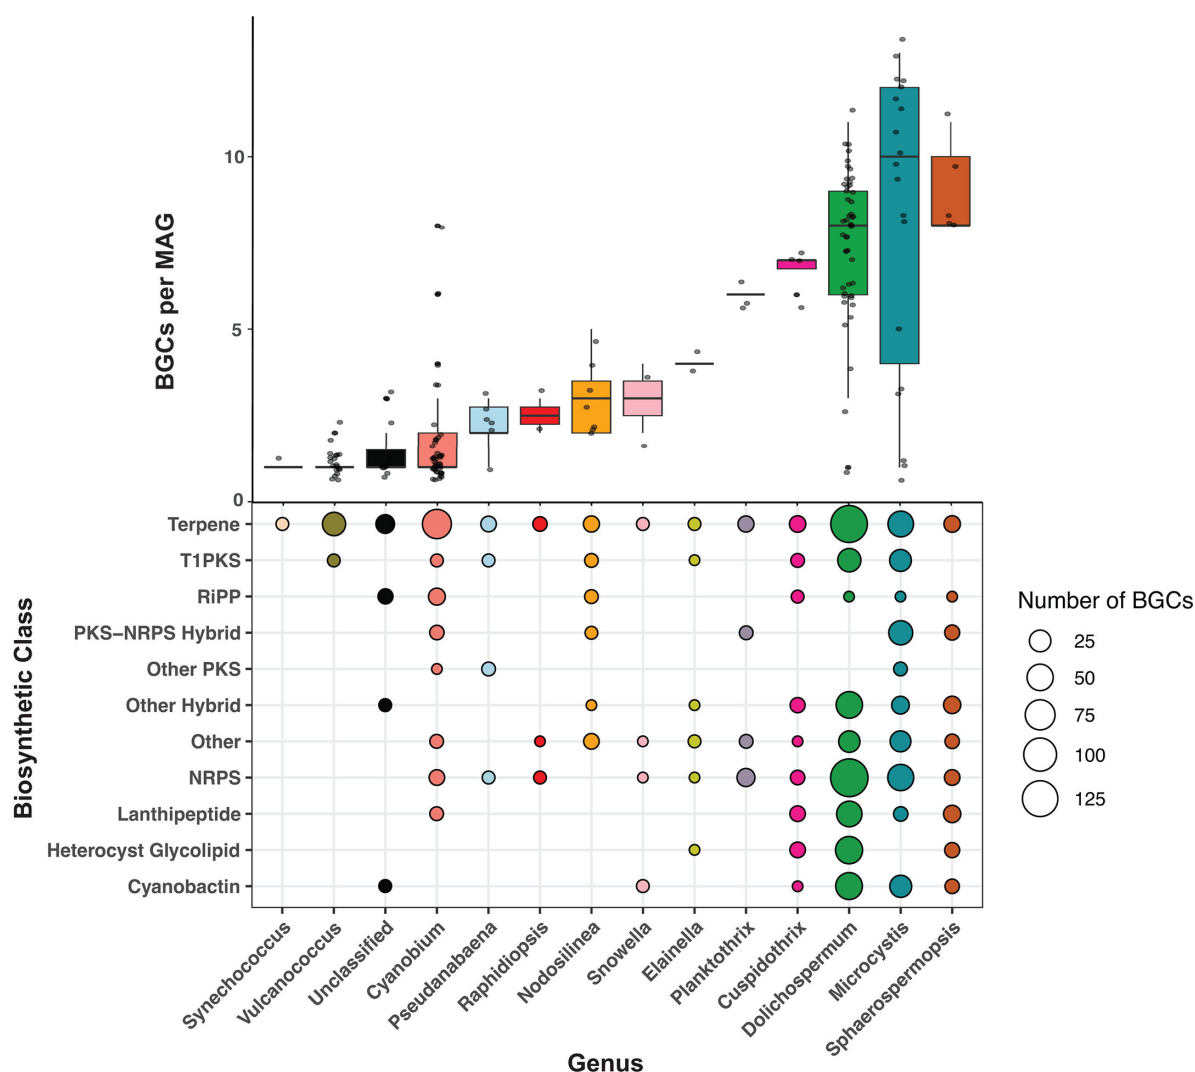 BGCs per MAG
10
5
0
Biosynthetic Class
Terpene
T1PKS
RiPP
PKS–NRPS Hybrid
Other PKS
Other Hybrid
Other
NRPS
Lanthipeptide
Heterocyst Glycolipid
Cyanobactin
Number of BGCs
25
50
75
100
125
Synechococcus
Vulcanococcus
Unclassified
Cyanobium
Pseudanabaena
Raphidiopsis
Nodosilinea
Snowella
Elainella
Planktothrix
Cuspidothrix
Dolichospermum
Microcystis
Sphaerospermopsis
Genus